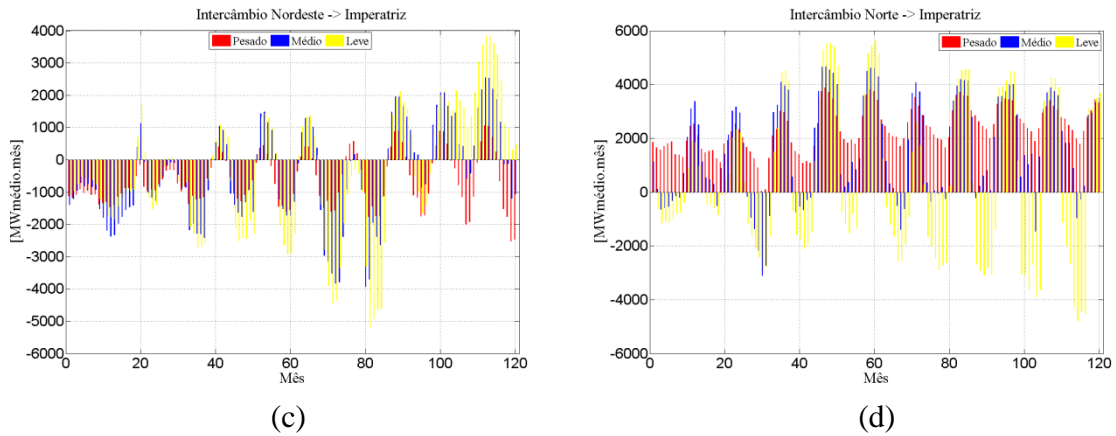 Intercâmbio Nordeste -> Imperatriz
Pesado Médio Leve
[MWmédio.mês]
4000
3000
2000
1000
0
-1000
-2000
-3000
-4000
-5000
-6000
0 20 40 60 80 100 120
Mês
(c)
Intercâmbio Norte -> Imperatriz
Pesado Médio Leve
[MWmédio.mês]
6000
4000
2000
0
-2000
-4000
-6000
0 20 40 60 80 100 120
Mês
(d)